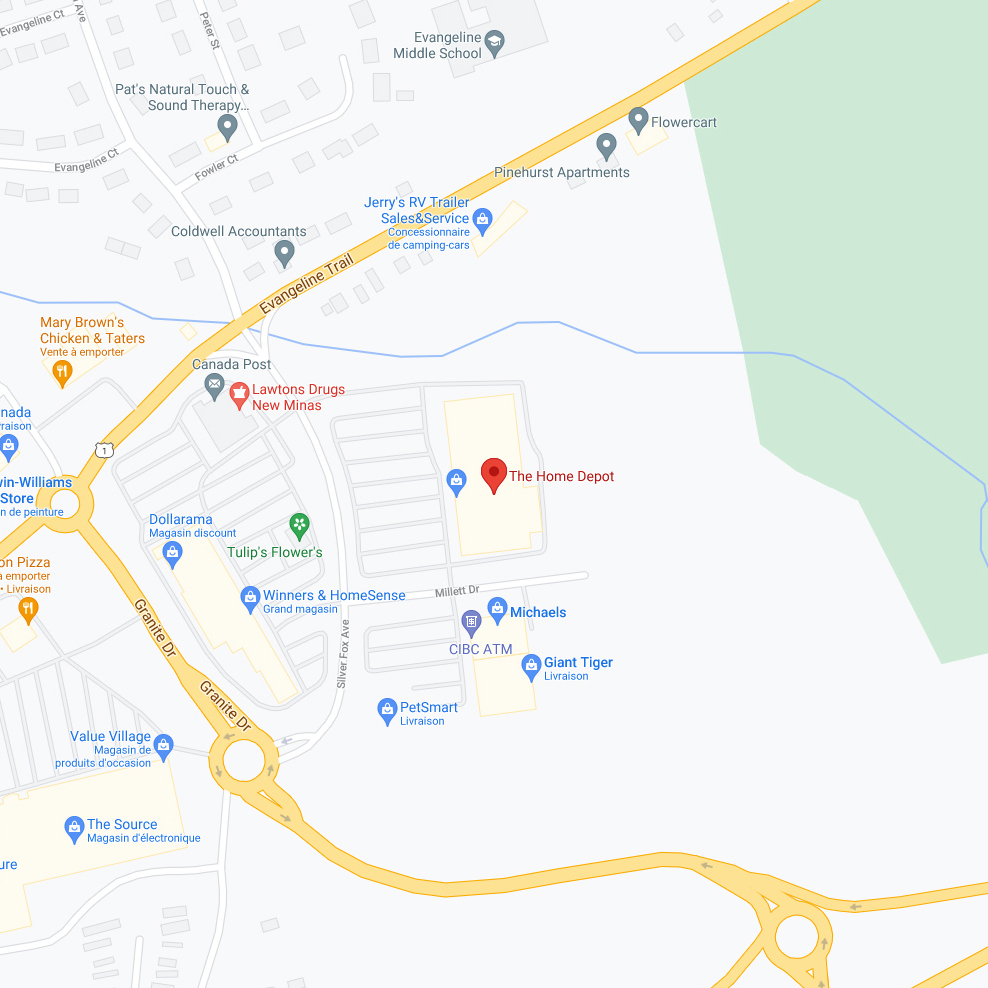 Evangeline Ct
Ave
Peter St
Evangeline
Middle School
Pat's Natural Touch &
Sound Therapy...
Flowercart
Evangeline Ct
Fowler Ct
Pinehurst Apartments
Jerry's RV Trailer
Sales&Service
Concessionnaire
de camping-cars
Coldwell Accountants
Evangeline Trail
Mary Brown's
Chicken & Taters
Vente à emporter
Canada Post
Lawtons Drugs
New Minas
nada
vraison
1
The Home Depot
win-Williams
Store
n de peinture
Dollarama
Magasin discount
Tulip's Flower's
on Pizza
à emporter
• Livraison
Winners & HomeSense
Grand magasin
Millett Dr
Michaels
Granite Dr
CIBC ATM
Silver Fox Ave
Giant Tiger
Livraison
Granite Dr
PetSmart
Livraison
Value Village
Magasin de
produits d'occasion
The Source
Magasin d'électronique
ure